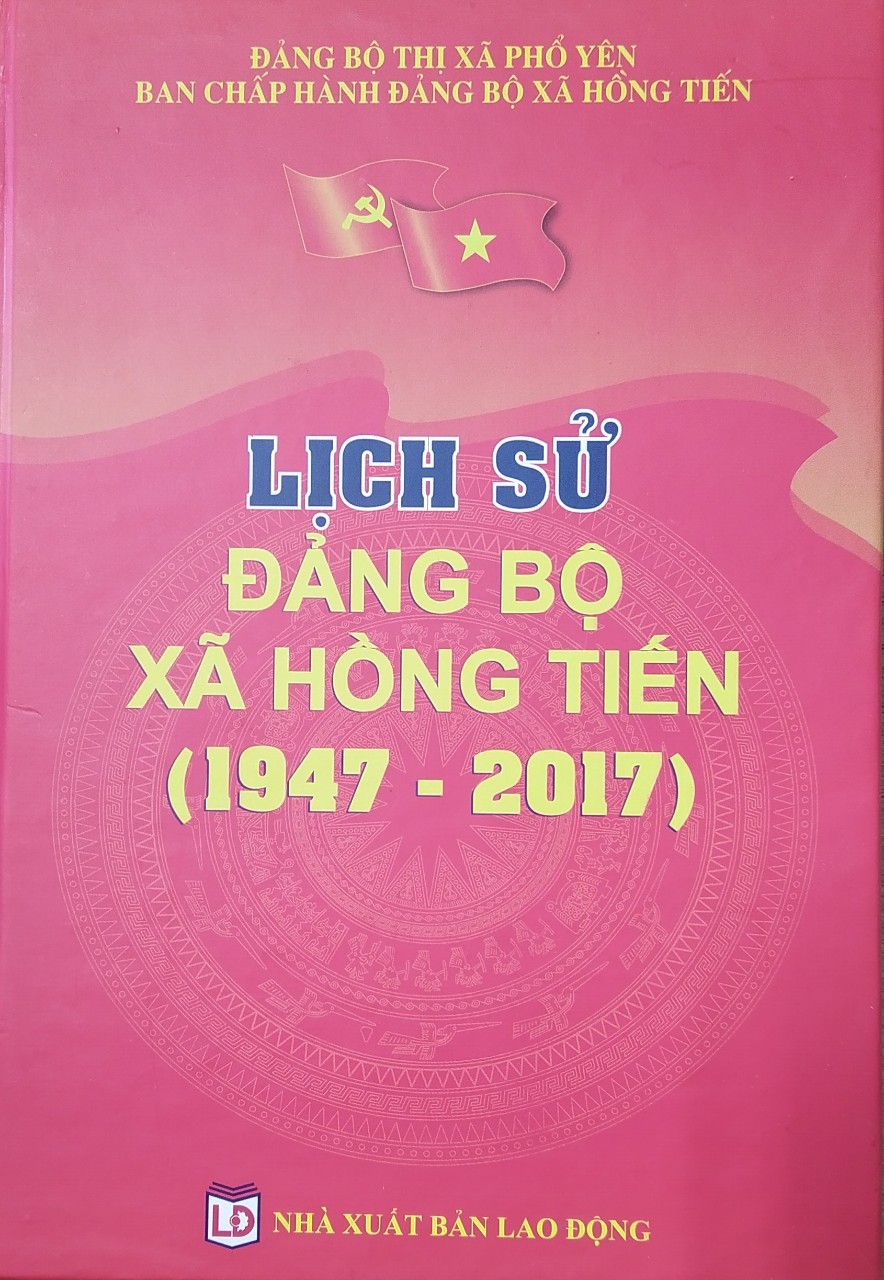 ĐẢNG BỘ THỊ XÃ PHỔ YÊN
BAN CHẤP HÀNH ĐẢNG BỘ XÃ HỒNG TIẾN
LỊCH SỬ
ĐẢNG BỘ
XÃ HỒNG TIẾN
(1947 - 2017)
LĐ
NHÀ XUẤT BẢN LAO ĐỘNG